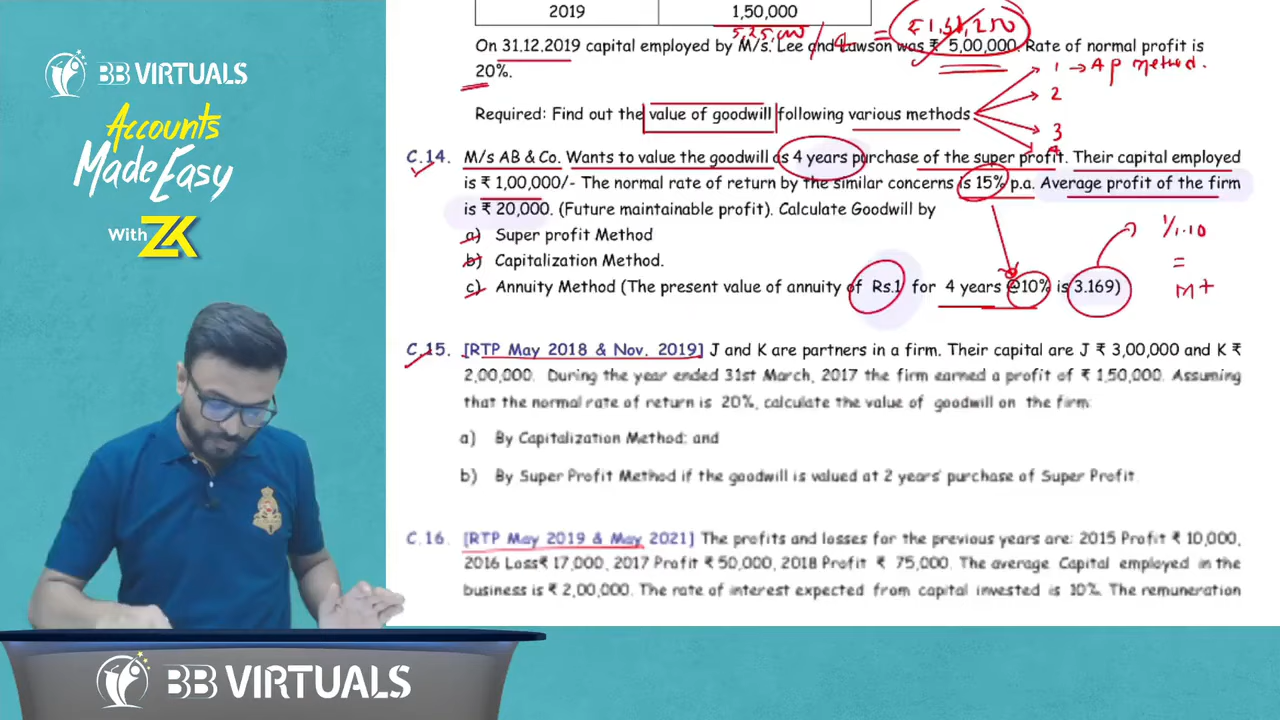 2019 1,50,000
5,25,000 / 4 = ₹1,31,250
On 31.12.2019 capital employed by M/s. Lee and Lawson was ₹ 5,00,000. Rate of normal profit is
20%.
1 → AP method.
2
3
4
Required: Find out the value of goodwill following various methods
C.14. M/s AB & Co. Wants to value the goodwill as 4 years purchase of the super profit. Their capital employed
is ₹ 1,00,000/- The normal rate of return by the similar concerns is 15% p.a. Average profit of the firm
is ₹ 20,000. (Future maintainable profit). Calculate Goodwill by
a) Super profit Method
b) Capitalization Method.
c) Annuity Method (The present value of annuity of Rs.1 for 4 years @10% is 3.169)
1/1.10
=
M+
C.15. [RTP May 2018 & Nov. 2019] J and K are partners in a firm. Their capital are J ₹ 3,00,000 and K ₹
2,00,000. During the year ended 31st March, 2017 the firm earned a profit of ₹ 1,50,000. Assuming
that the normal rate of return is 20%, calculate the value of goodwill on the firm:
a) By Capitalization Method: and
b) By Super Profit Method if the goodwill is valued at 2 years' purchase of Super Profit.
C.16. [RTP May 2019 & May 2021] The profits and losses for the previous years are: 2015 Profit ₹ 10,000,
2016 Loss₹ 17,000, 2017 Profit ₹ 50,000, 2018 Profit ₹ 75,000. The average Capital employed in the
business is ₹ 2,00,000. The rate of interest expected from capital invested is 10%. The remuneration
BB VIRTUALS
Accounts
Made Easy
With ZK
BB VIRTUALS